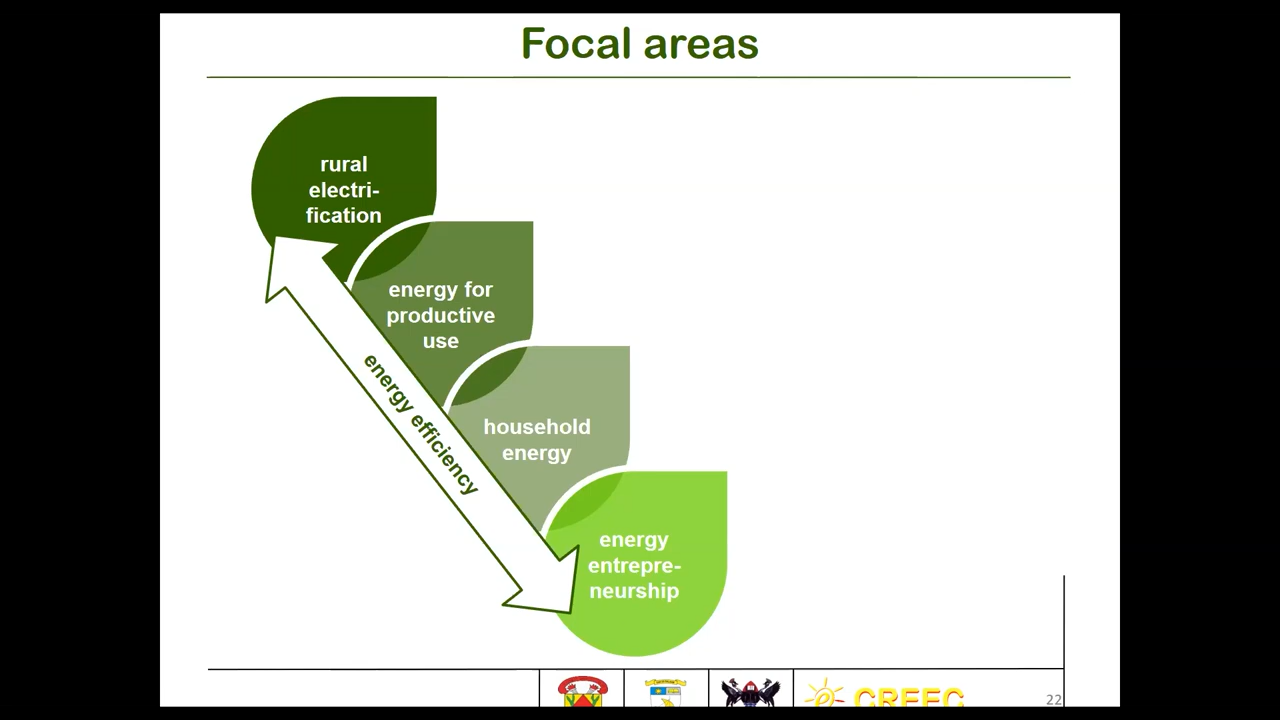 Focal areas
rural
electri-
fication
energy for
productive
use
energy efficiency
household
energy
energy
entrepre-
neurship
CREEC
22